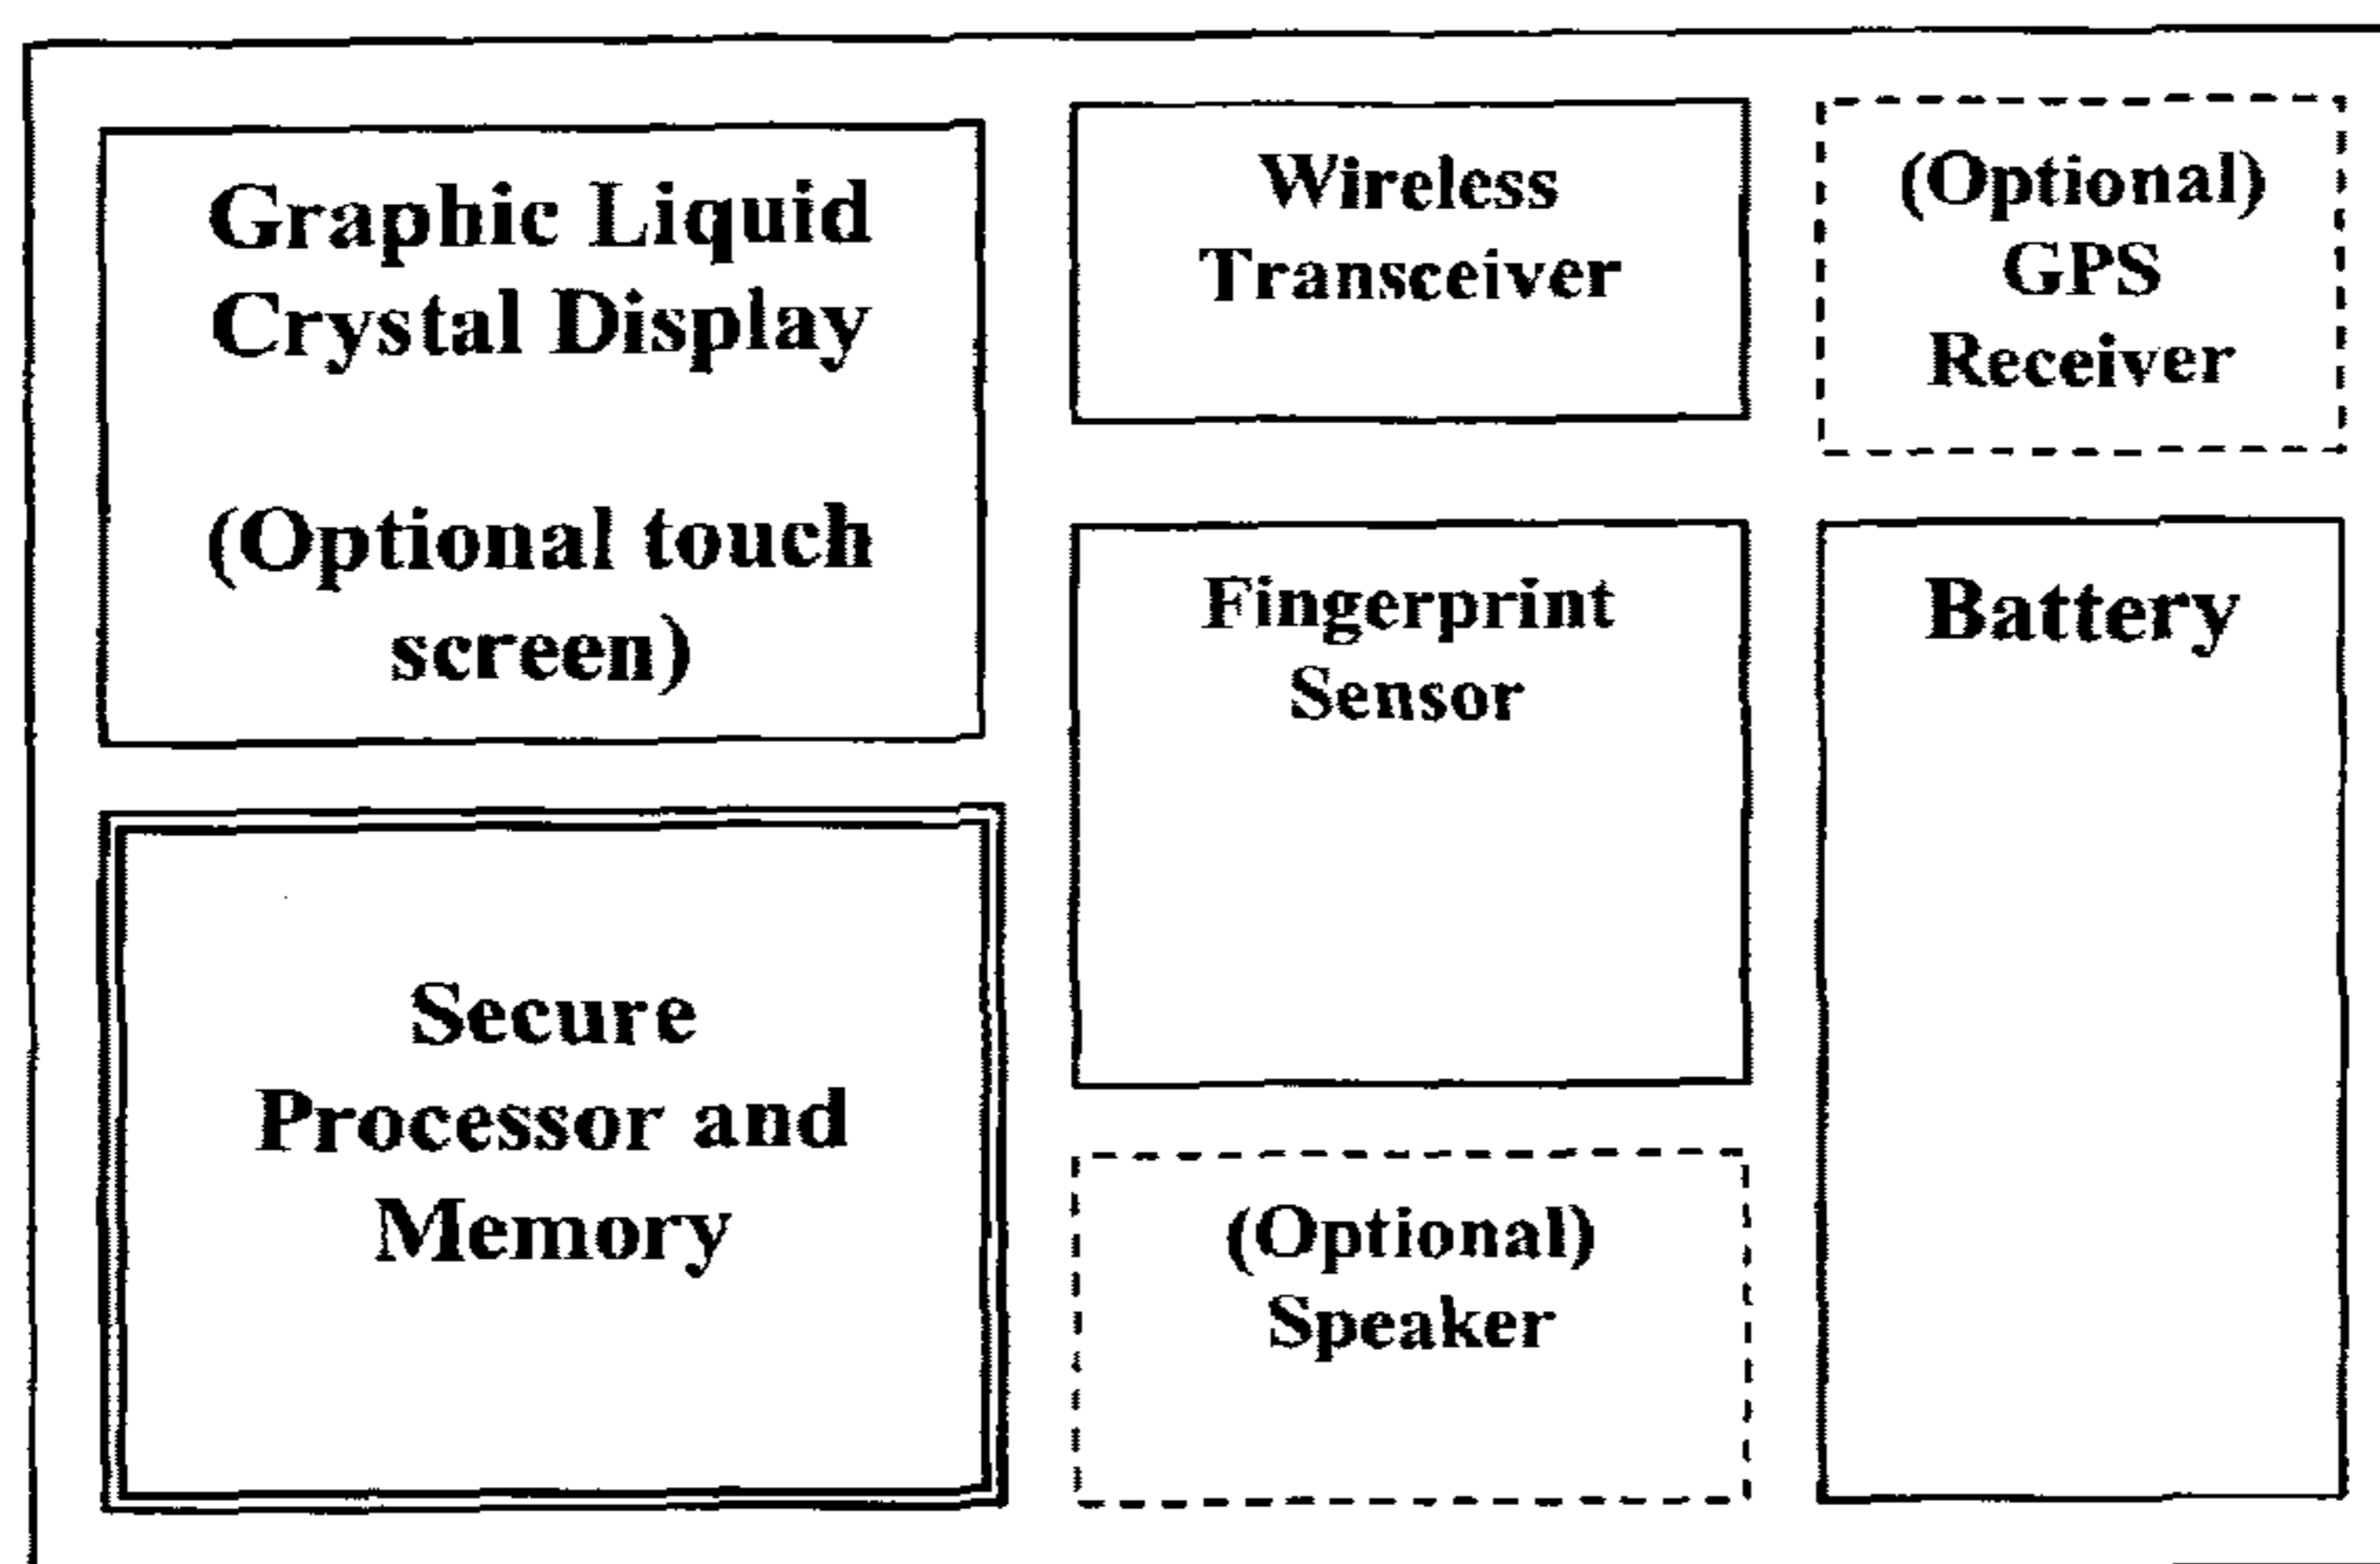 Graphic Liquid
Crystal Display
(Optional touch
screen)
Wireless
Transceiver
(Optional)
GPS
Receiver
Fingerprint
Sensor
Battery
Secure
Processor and
Memory
(Optional)
Speaker